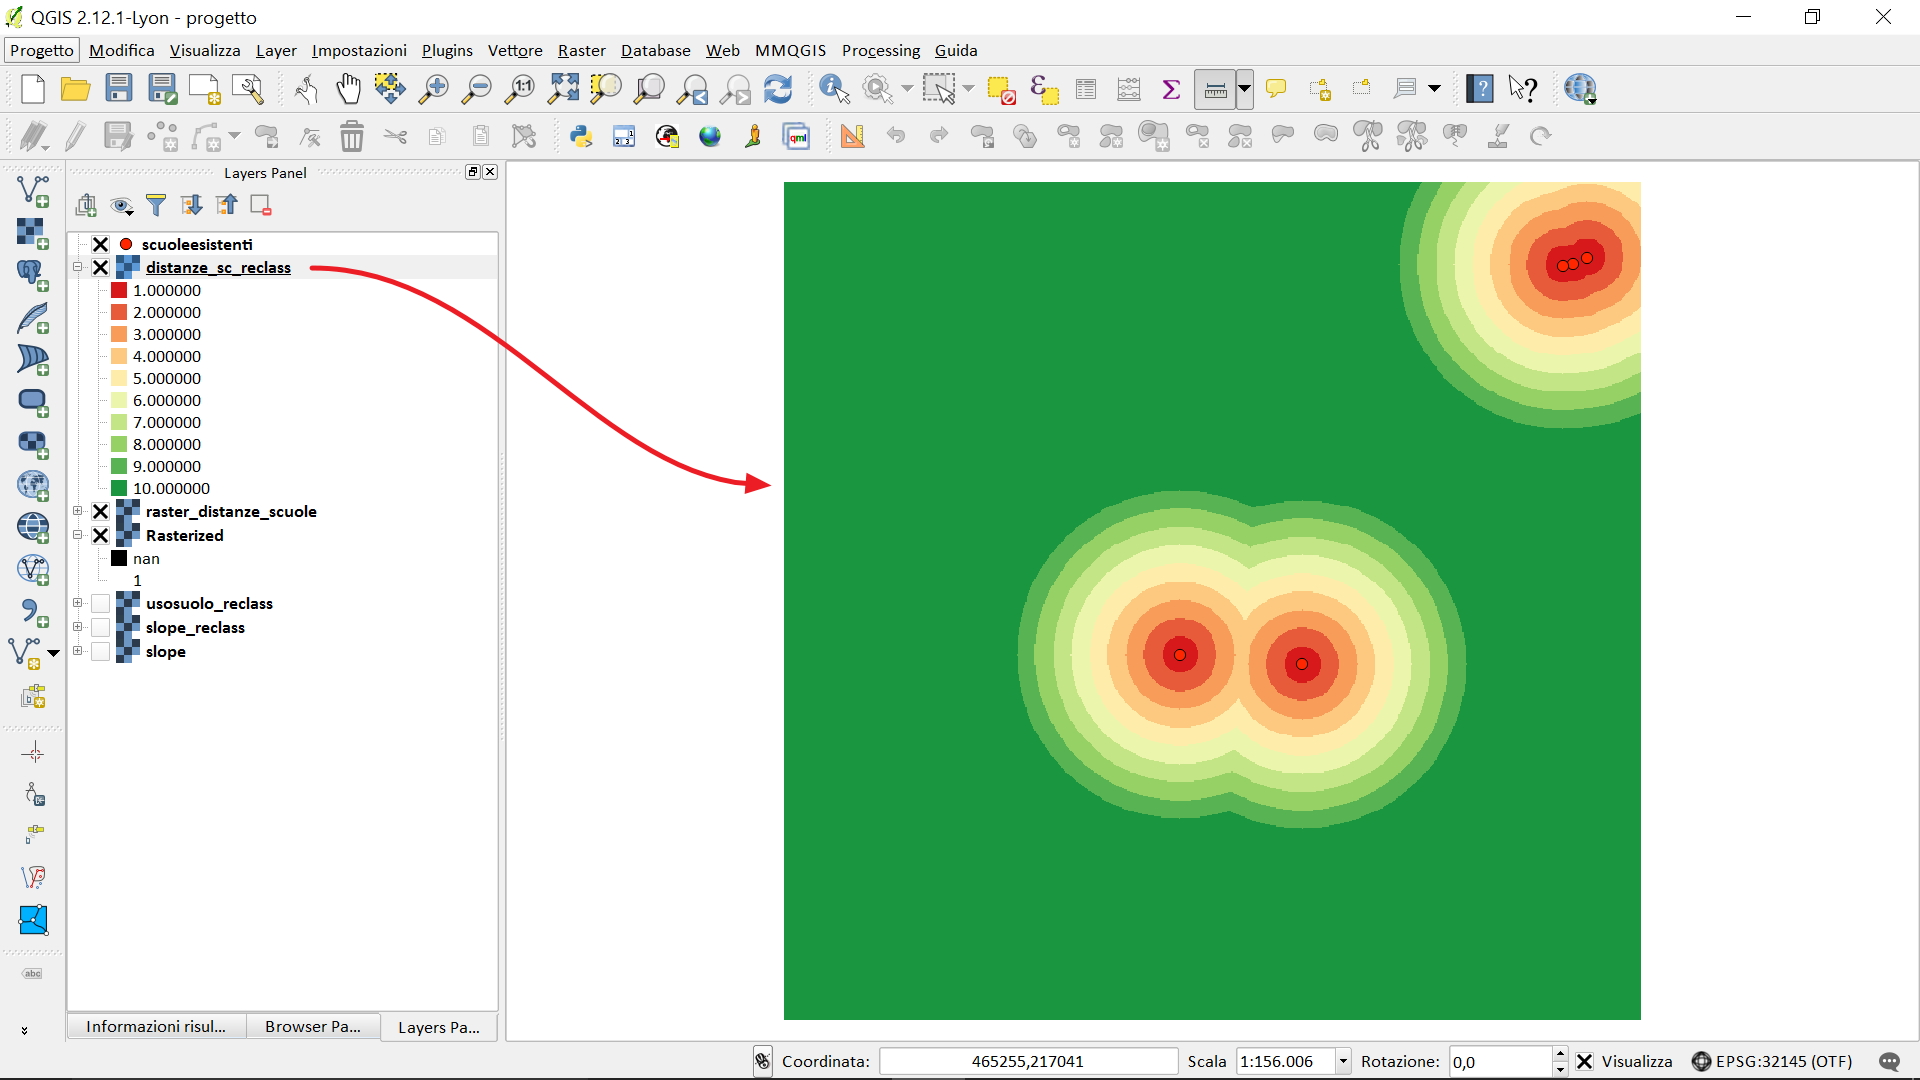 QGIS 2.12.1-Lyon - progetto
Progetto Modifica Visualizza Layer Impostazioni Plugins Vettore Raster Database Web MMQGIS Processing Guida
Layers Panel
scuoleesistenti
distanze_sc_reclass
1.000000
2.000000
3.000000
4.000000
5.000000
6.000000
7.000000
8.000000
9.000000
10.000000
raster_distanze_scuole
Rasterized
nan
1
usosuolo_reclass
slope_reclass
slope
abc
Informazioni risul... Browser Pa... Layers Pa...
Coordinata: 465255,217041 Scala 1:156.006 Rotazione: 0,0 Visualizza EPSG:32145 (OTF)